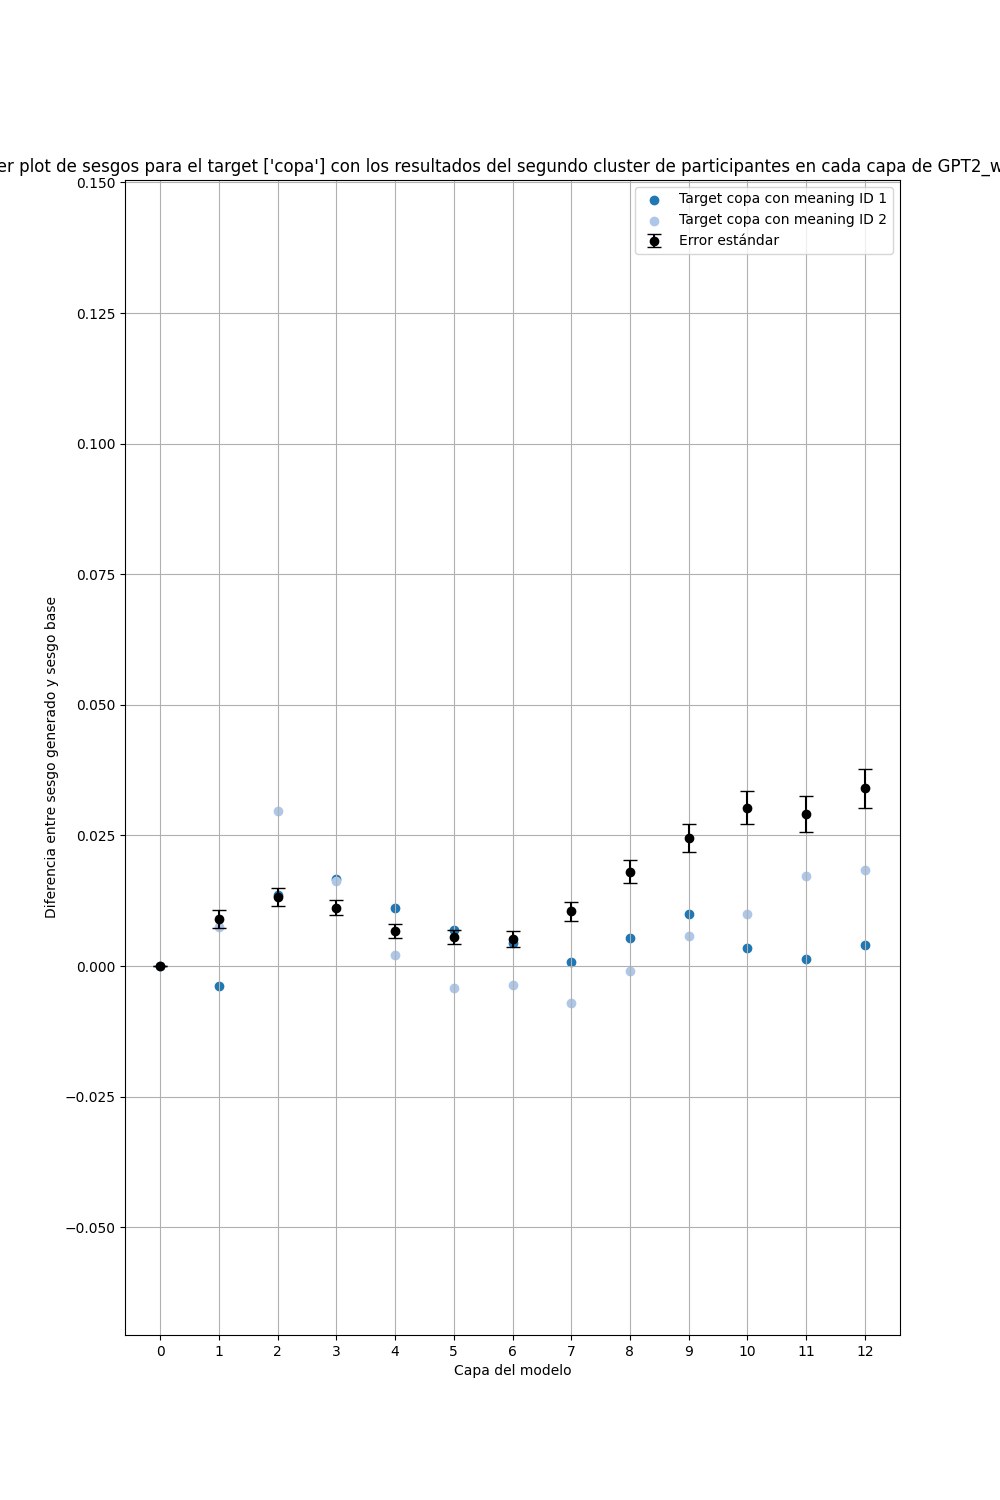 er plot de sesgos para el target ['copa'] con los resultados del segundo cluster de participantes en cada capa de GPT2_w
Target copa con meaning ID 1
Target copa con meaning ID 2
Error estándar
0.150
0.125
0.100
0.075
0.050
0.025
0.000
−0.025
−0.050
Diferencia entre sesgo generado y sesgo base
0 1 2 3 4 5 6 7 8 9 10 11 12
Capa del modelo